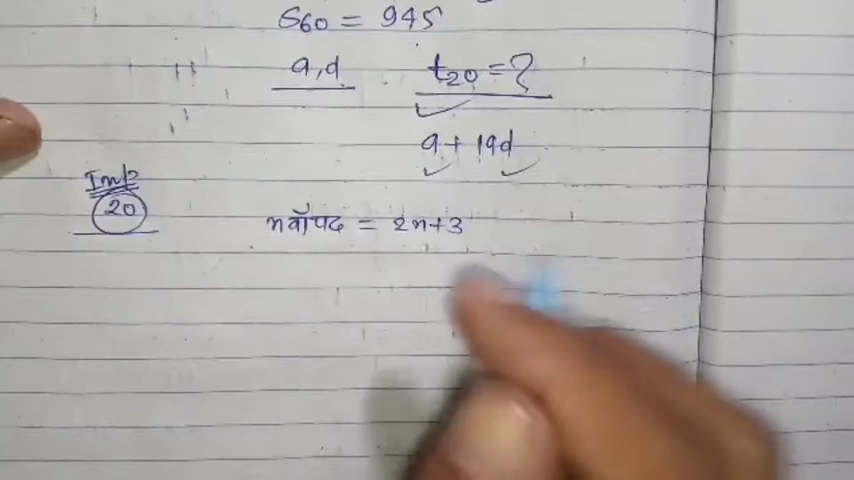 S60 = 945
a,d t20 = ?
a + 19d
Imp
20 nवाँ पद = 2n+3